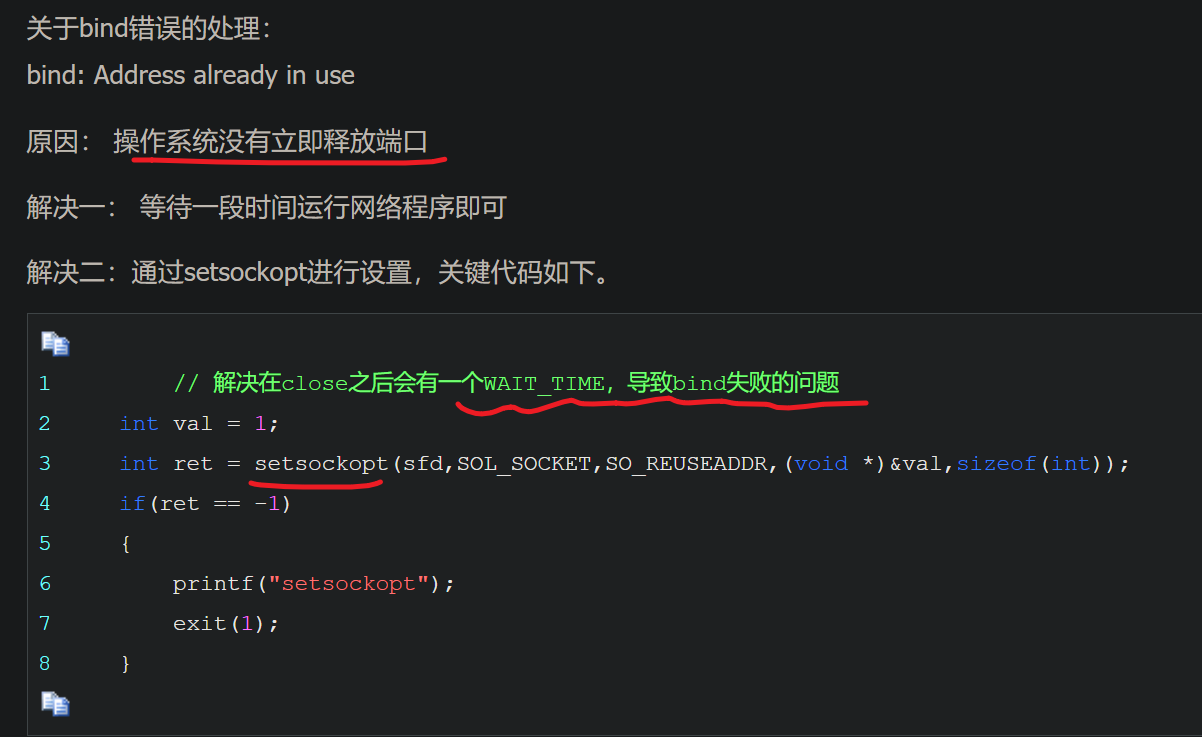 关于bind错误的处理：
bind: Address already in use
原因： 操作系统没有立即释放端口
解决一： 等待一段时间运行网络程序即可
解决二：通过setsockopt进行设置，关键代码如下。
1 // 解决在close之后会有一个WAIT_TIME，导致bind失败的问题
2 int val = 1;
3 int ret = setsockopt(sfd,SOL_SOCKET,SO_REUSEADDR,(void *)&val,sizeof(int));
4 if(ret == -1)
5 {
6 printf("setsockopt");
7 exit(1);
8 }